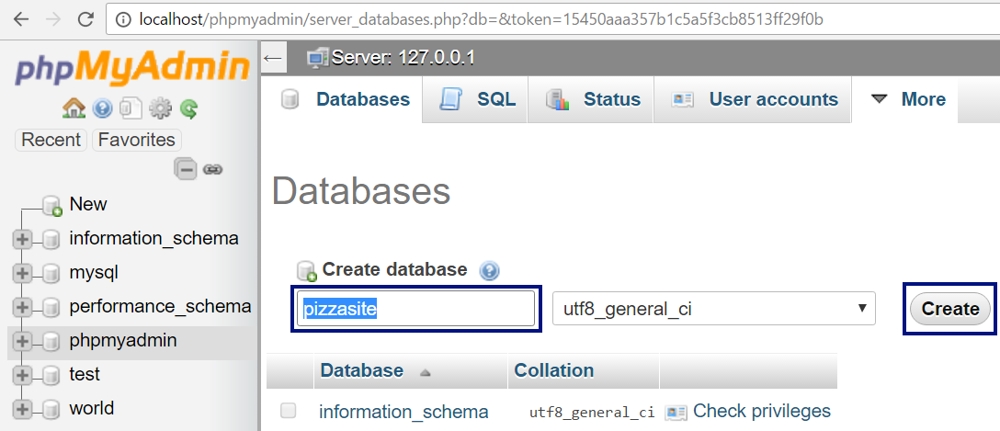 localhost/phpmyadmin/server_databases.php?db=&token=15450aaa357b1c5a5f3cb8513ff29f0b
phpMyAdmin
Recent Favorites
New
information_schema
mysql
performance_schema
phpmyadmin
test
world
Server: 127.0.0.1
Databases SQL Status User accounts More
Databases
Create database
pizzasite utf8_general_ci Create
Database Collation
information_schema utf8_general_ci Check privileges